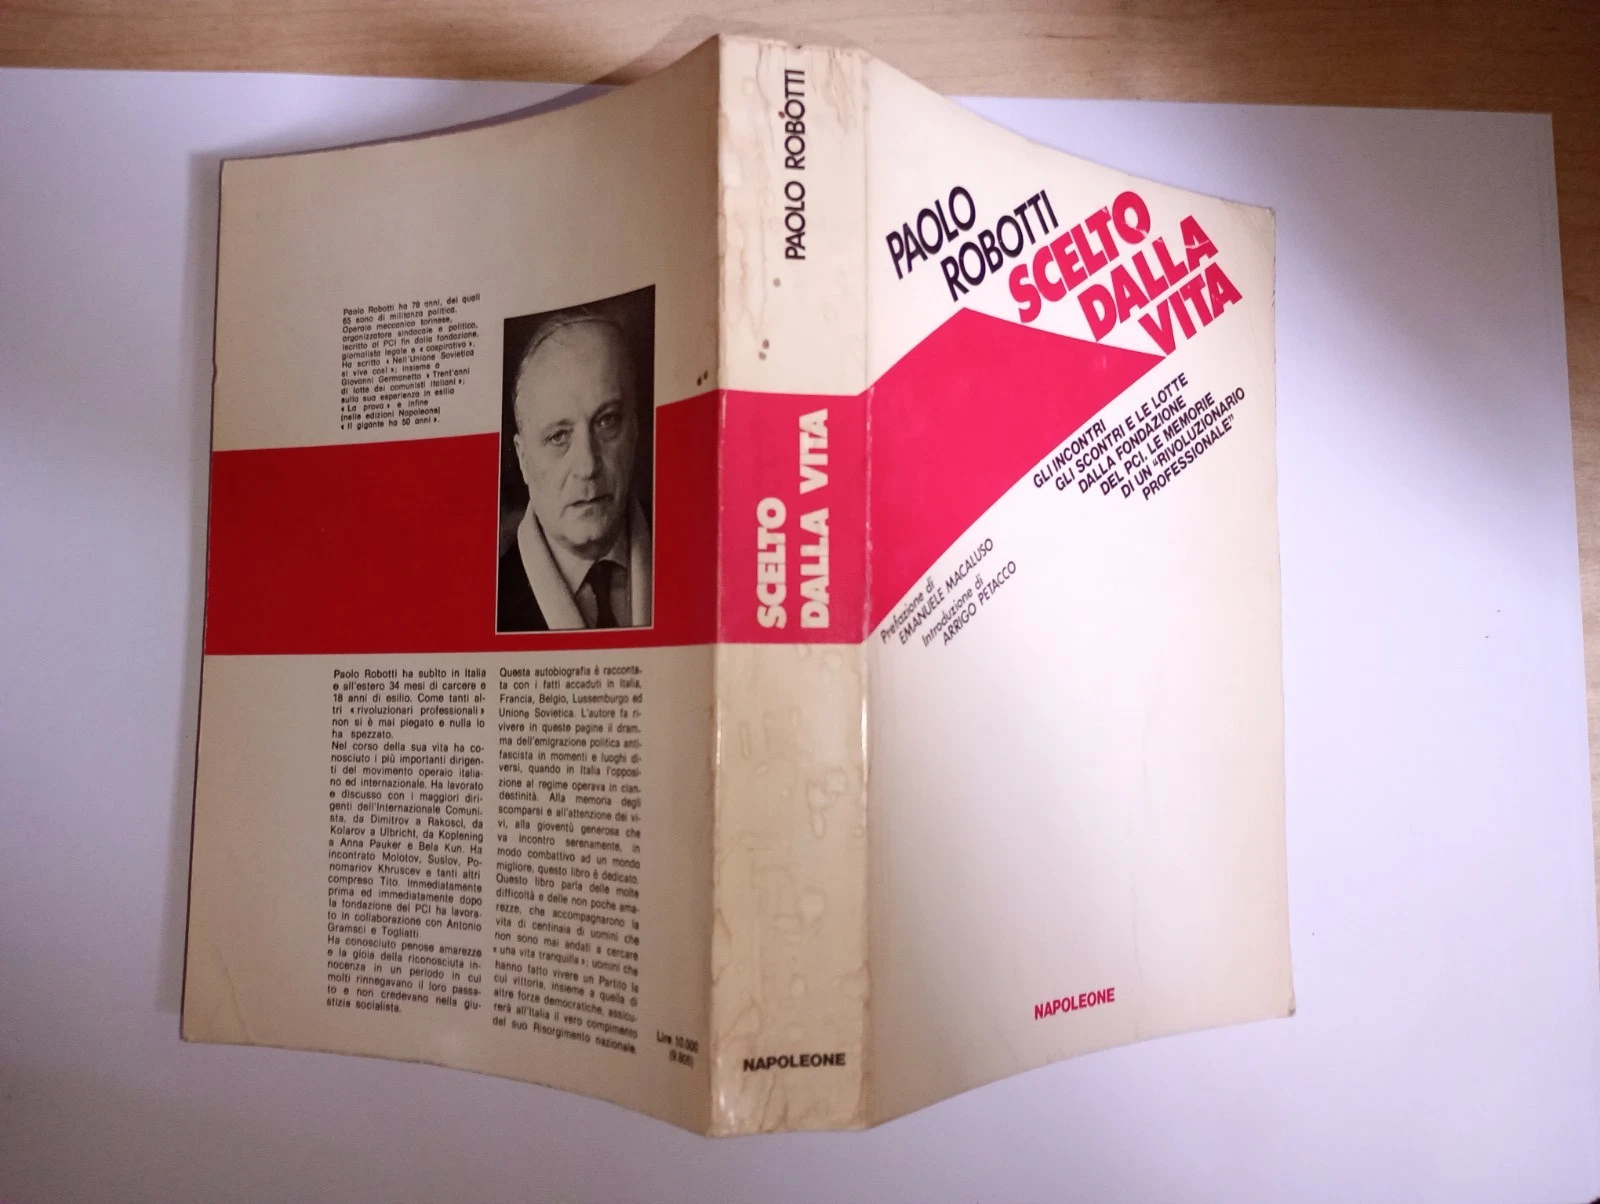 Paolo Robotti ha 79 anni, dei quali
65 sono di militanza politica.
Operaio meccanico torinese,
organizzatore sindacale e politico,
iscritto al PCI fin dalla fondazione,
giornalista legale e « cospirativo ».
Ha scritto « Nell'Unione Sovietica
si vive così »; insieme a
Giovanni Germanetto « Trent'anni
di lotte dei comunisti italiani »;
sulla sua esperienza in esilio
« La prova » e infine
(nelle edizioni Napoleone)
« Il gigante ha 50 anni ».
Paolo Robotti ha subìto in Italia
e all'estero 34 mesi di carcere e
18 anni di esilio. Come tanti al-
tri « rivoluzionari professionali »
non si è mai piegato e nulla lo
ha spezzato.
Nel corso della sua vita ha co-
nosciuto i più importanti dirigen-
ti del movimento operaio italia-
no ed internazionale. Ha lavorato
e discusso con i maggiori diri-
genti dell'Internazionale Comuni-
sta, da Dimitrov a Rakosci, da
Kolarov a Ulbricht, da Koplening
a Anna Pauker e Bela Kun. Ha
incontrato Molotov, Suslov, Po-
nomariov Khruscev e tanti altri
compreso Tito. Immediatamente
prima ed immediatamente dopo
la fondazione del PCI ha lavora-
to in collaborazione con Antonio
Gramsci e Togliatti.
Ha conosciuto penose amarezze
e la gioia della riconosciuta in-
nocenza in un periodo in cui
molti rinnegavano il loro passa-
to e non credevano nella giu-
stizia socialista.
Questa autobiografia è racconta-
ta con i fatti accaduti in Italia,
Francia, Belgio, Lussemburgo ed
Unione Sovietica. L'autore fa ri-
vivere in queste pagine il dram-
ma dell'emigrazione politica anti-
fascista in momenti e luoghi di-
versi, quando in Italia l'opposi-
zione al regime operava in clan-
destinità. Alla memoria degli
scomparsi e all'attenzione dei vi-
vi, alla gioventù generosa che
va incontro serenamente, in
modo combattivo ad un mondo
migliore, questo libro è dedicato.
Questo libro parla delle molte
difficoltà e delle non poche ama-
rezze, che accompagnarono la
vita di centinaia di uomini che
non sono mai andati a cercare
« una vita tranquilla »; uomini che
hanno fatto vivere un Partito la
cui vittoria, insieme a quella di
altre forze democratiche, assicu-
rerà all'Italia il vero compimento
del suo Risorgimento nazionale.
Lire 10.000
PAOLO ROBOTTI
SCELTO
DALLA VITA
NAPOLEONE
PAOLO
ROBOTTI
SCELTO
DALLA
VITA
GLI INCONTRI
GLI SCONTRI E LE LOTTE
DALLA FONDAZIONE
DEL PCI. LE MEMORIE
DI UN "RIVOLUZIONARIO
PROFESSIONALE"
Prefazione di
EMANUELE MACALUSO
Introduzione di
ARRIGO PETACCO
NAPOLEONE